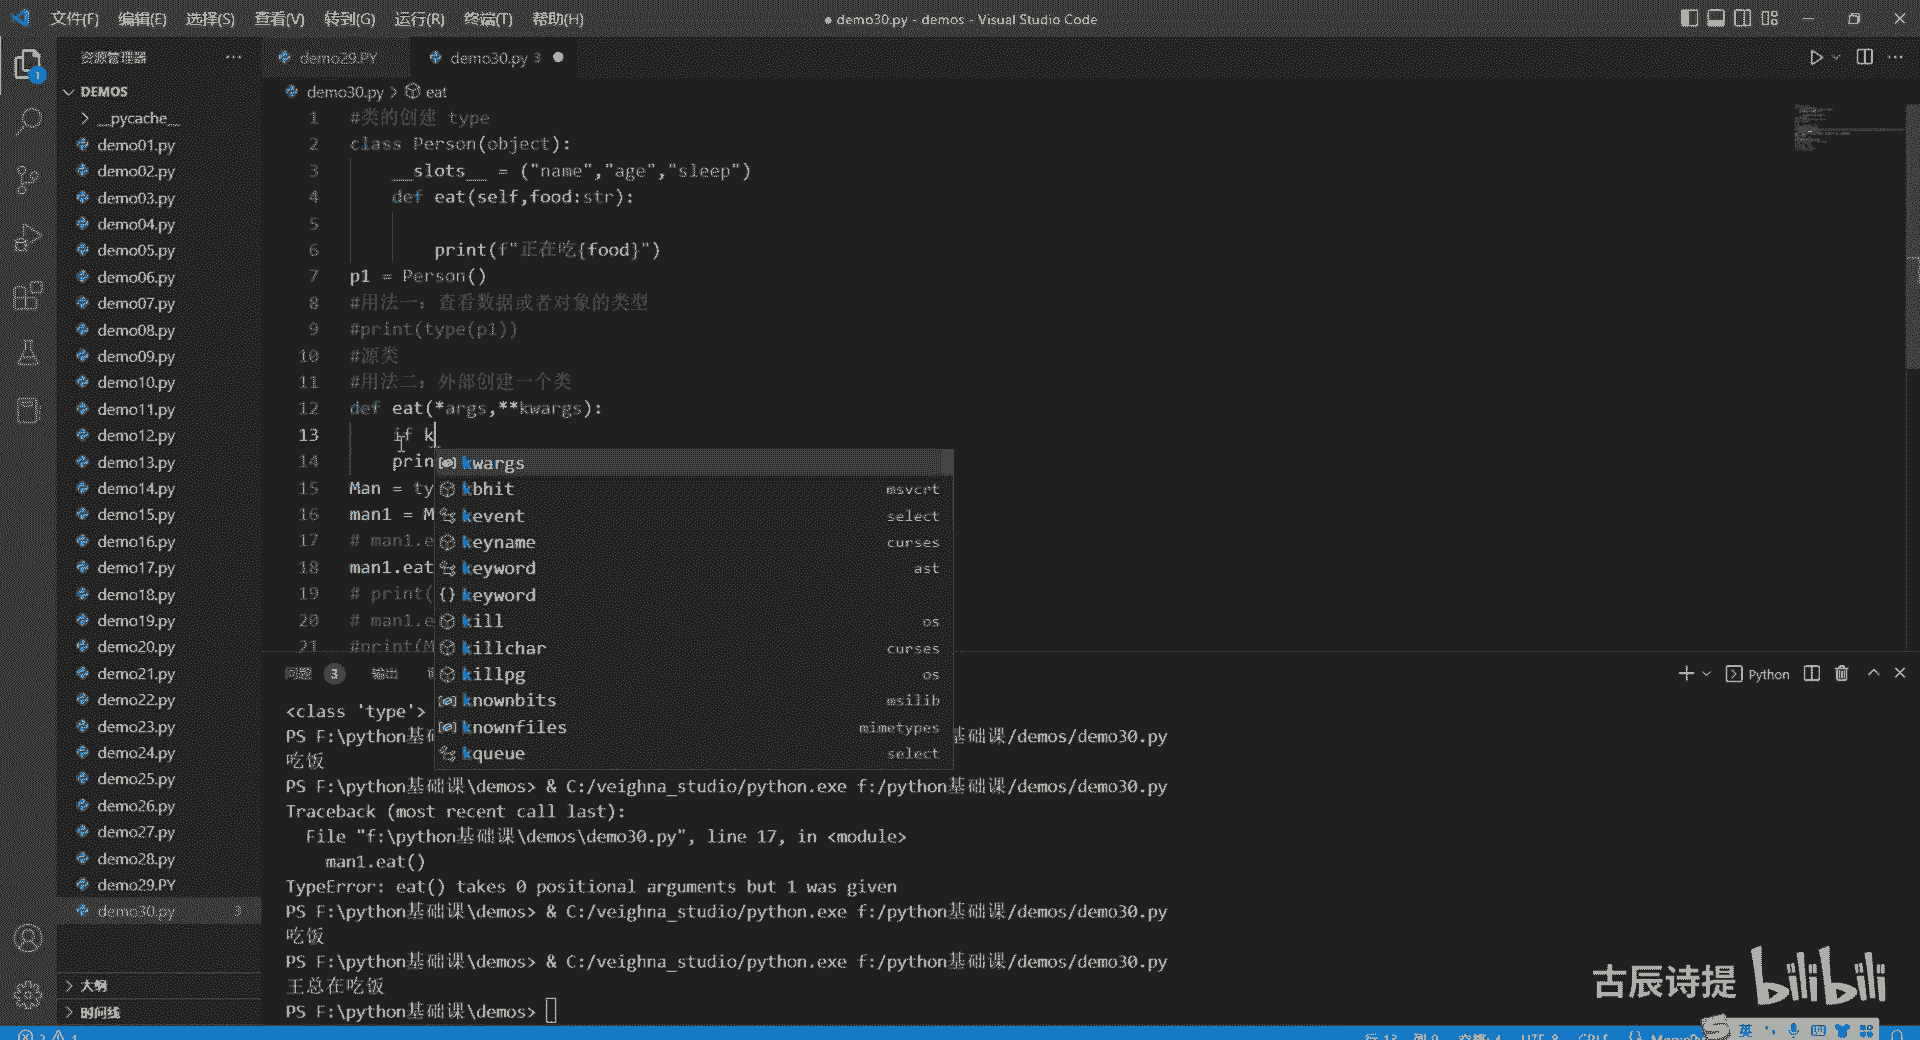 文件(F) 编辑(E) 选择(S) 查看(V) 转到(G) 运行(R) 终端(T) 帮助(H)
● demo30.py - demos - Visual Studio Code
资源管理器
demo29.PY
demo30.py 3
DEMOS
demo30.py > eat
__pycache__
demo01.py
demo02.py
demo03.py
demo04.py
demo05.py
demo06.py
demo07.py
demo08.py
demo09.py
demo10.py
demo11.py
demo12.py
demo13.py
demo14.py
demo15.py
demo16.py
demo17.py
demo18.py
demo19.py
demo20.py
demo21.py
demo22.py
demo23.py
demo24.py
demo25.py
demo26.py
demo27.py
demo28.py
demo29.PY
demo30.py 3
大纲
时间线
1 #类的创建 type
2 class Person(object):
3 __slots__ = ("name","age","sleep")
4 def eat(self,food:str):
5
6 print(f"正在吃{food}")
7 p1 = Person()
8 #用法一：查看数据或者对象的类型
9 #print(type(p1))
10 #源类
11 #用法二：外部创建一个类
12 def eat(*args,**kwargs):
13 if k
14 prin
15 Man = ty
16 man1 = M
17 # man1.e
18 man1.eat
19 # print(
20 # man1.e
21 #print(M
kwargs
kbhit msvcrt
kevent select
keyname curses
keyword ast
keyword
kill os
killchar curses
killpg os
knownbits msilib
knownfiles mimetypes
kqueue select
问题 3 输出
Python
<class 'type'>
PS F:\python基 础课/demos/demo30.py
吃饭
PS F:\python基础课\demos> & C:/veighna_studio/python.exe f:/python基础课/demos/demo30.py
Traceback (most recent call last):
File "f:\python基础课\demos\demo30.py", line 17, in <module>
man1.eat()
TypeError: eat() takes 0 positional arguments but 1 was given
PS F:\python基础课\demos> & C:/veighna_studio/python.exe f:/python基础课/demos/demo30.py
吃饭
PS F:\python基础课\demos> & C:/veighna_studio/python.exe f:/python基础课/demos/demo30.py
王总在吃饭
PS F:\python基础课\demos>
古辰诗提 bilibili
英